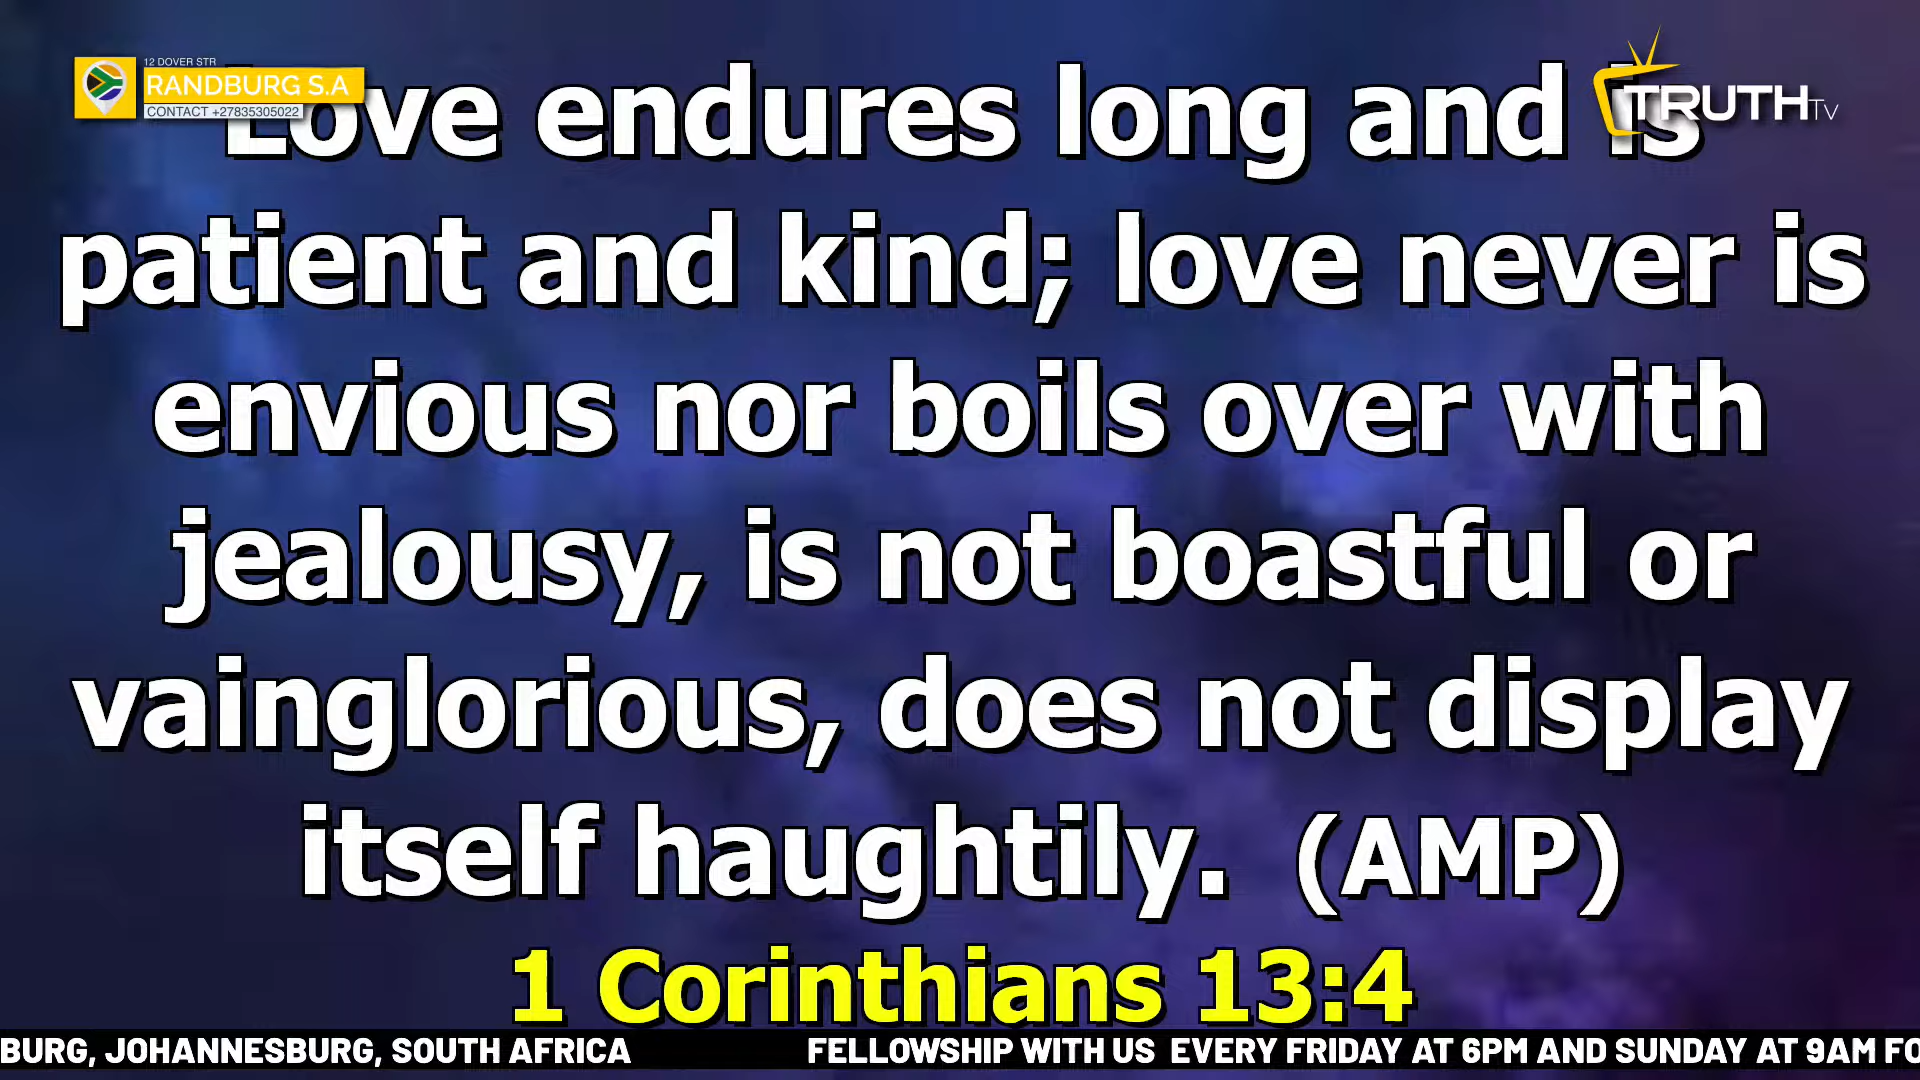 12 DOVER STR
RANDBURG S.A
CONTACT +27835305022
TRUTH TV
Love endures long and is
patient and kind; love never is
envious nor boils over with
jealousy, is not boastful or
vainglorious, does not display
itself haughtily. (AMP)
1 Corinthians 13:4
BURG, JOHANNESBURG, SOUTH AFRICA FELLOWSHIP WITH US EVERY FRIDAY AT 6PM AND SUNDAY AT 9AM FO